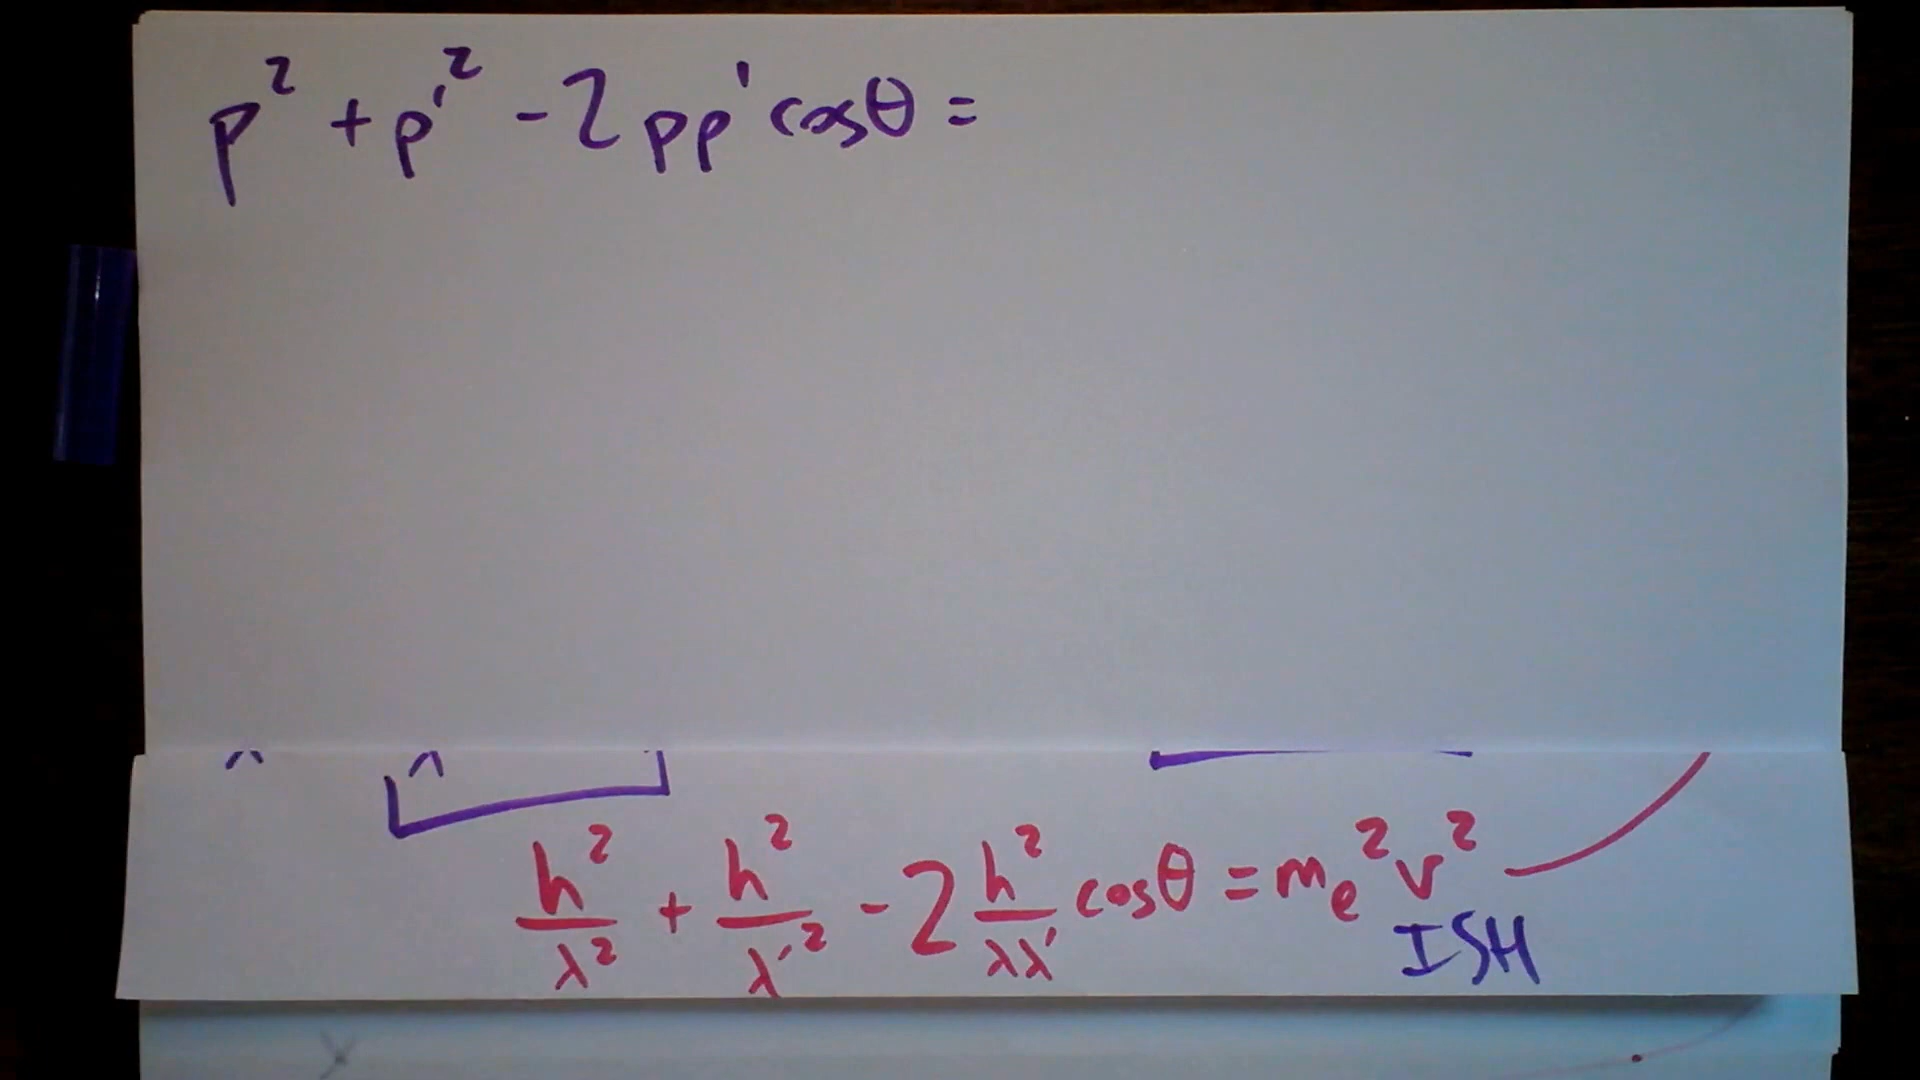 p² + p'² - 2pp' cosθ =
h²/λ² + h²/λ'² - 2 h²/λλ' cosθ = mₑ²v²
ISH